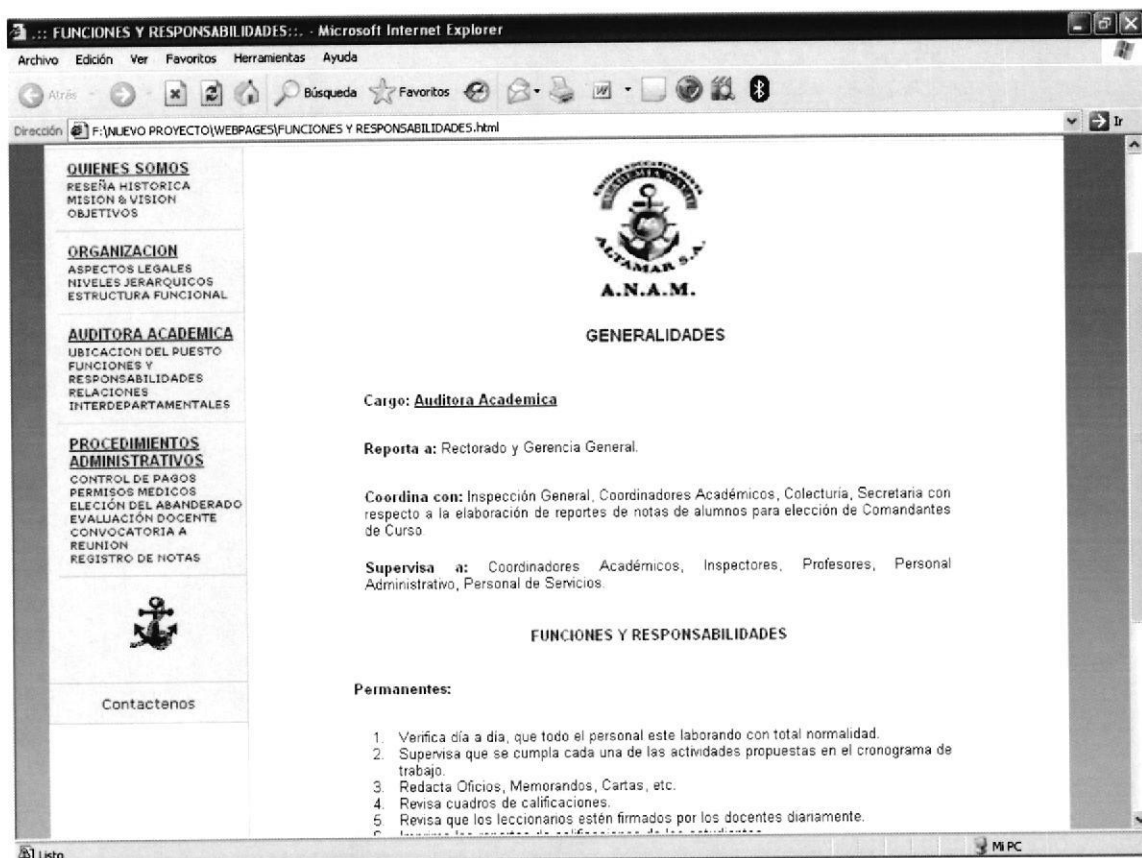 .:: FUNCIONES Y RESPONSABILIDADES::. - Microsoft Internet Explorer
Archivo Edición Ver Favoritos Herramientas Ayuda
Atrás Búsqueda Favoritos
Dirección F:\NUEVO PROYECTO\WEBPAGES\FUNCIONES Y RESPONSABILIDADES.html Ir
QUIENES SOMOS
RESEÑA HISTORICA
MISION & VISION
OBJETIVOS
ORGANIZACION
ASPECTOS LEGALES
NIVELES JERARQUICOS
ESTRUCTURA FUNCIONAL
AUDITORA ACADEMICA
UBICACION DEL PUESTO
FUNCIONES Y
RESPONSABILIDADES
RELACIONES
INTERDEPARTAMENTALES
PROCEDIMIENTOS
ADMINISTRATIVOS
CONTROL DE PAGOS
PERMISOS MEDICOS
ELECIÓN DEL ABANDERADO
EVALUACIÓN DOCENTE
CONVOCATORIA A
REUNION
REGISTRO DE NOTAS
Contactenos
ALTAMAR S.A.
A.N.A.M.
GENERALIDADES
Cargo: Auditora Academica
Reporta a: Rectorado y Gerencia General.
Coordina con: Inspección General, Coordinadores Académicos, Colecturía, Secretaria con
respecto a la elaboración de reportes de notas de alumnos para elección de Comandantes
de Curso
Supervisa a: Coordinadores Académicos, Inspectores, Profesores, Personal
Administrativo, Personal de Servicios.
FUNCIONES Y RESPONSABILIDADES
Permanentes:
1. Verifica día a día, que todo el personal este laborando con total normalidad.
2. Supervisa que se cumpla cada una de las actividades propuestas en el cronograma de
trabajo.
3. Redacta Oficios, Memorandos, Cartas, etc.
4. Revisa cuadros de calificaciones.
5. Revisa que los leccionarios estén firmados por los docentes diariamente.
Listo
Mi PC